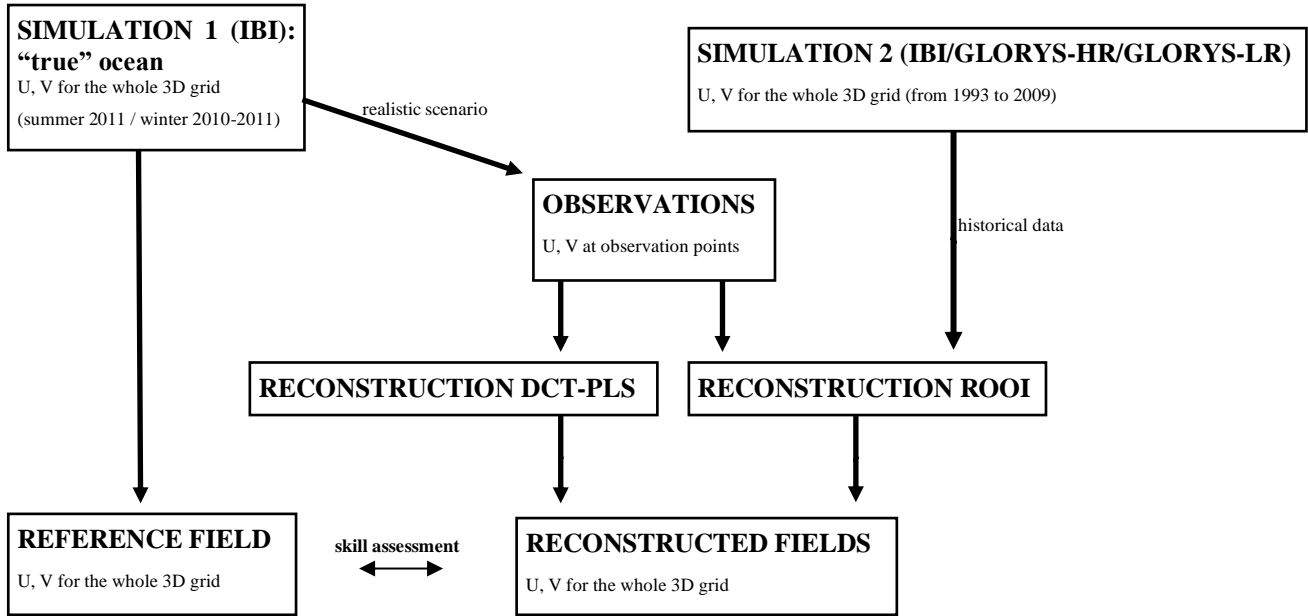 SIMULATION 1 (IBI):
“true” ocean
U, V for the whole 3D grid
(summer 2011 / winter 2010-2011)
SIMULATION 2 (IBI/GLORYS-HR/GLORYS-LR)
U, V for the whole 3D grid (from 1993 to 2009)
realistic scenario
OBSERVATIONS
U, V at observation points
historical data
RECONSTRUCTION DCT-PLS
RECONSTRUCTION ROOI
REFERENCE FIELD
U, V for the whole 3D grid
skill assessment
RECONSTRUCTED FIELDS
U, V for the whole 3D grid